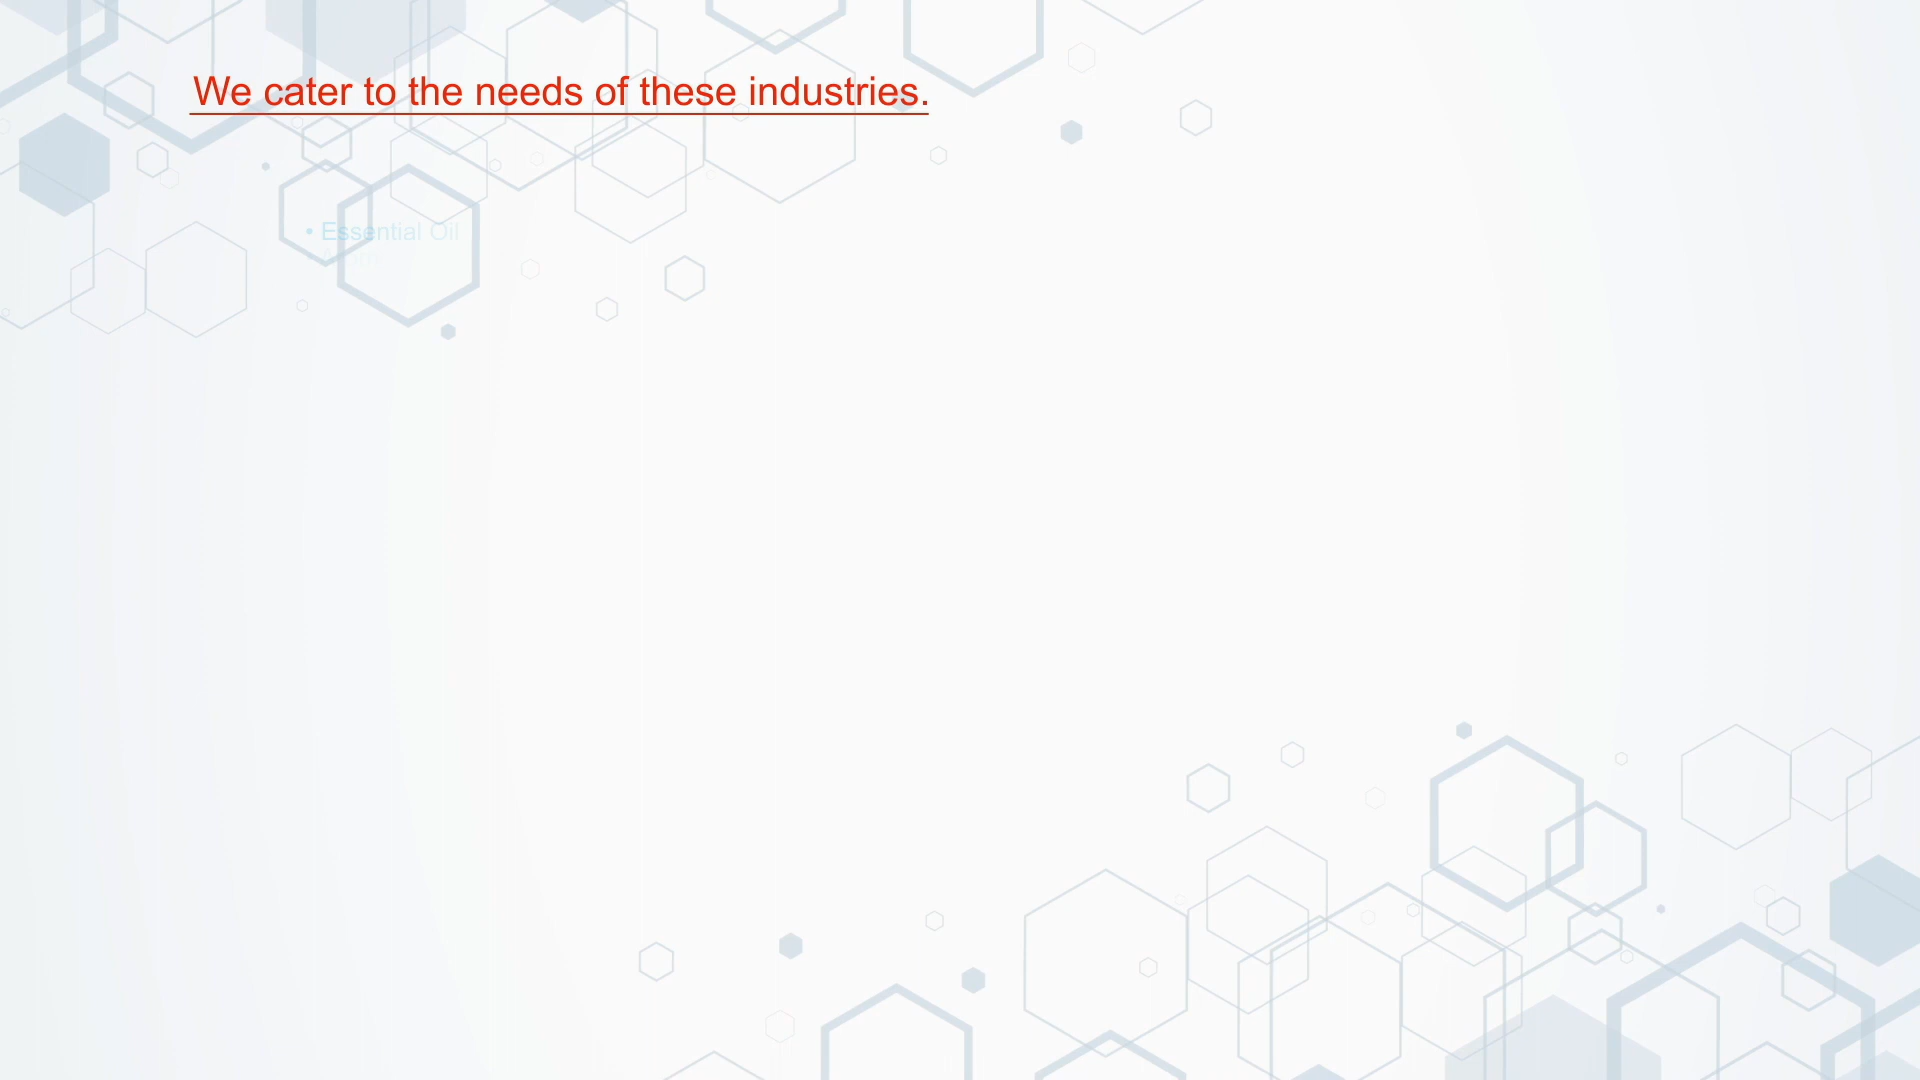 We cater to the needs of these industries.
• Essential Oil